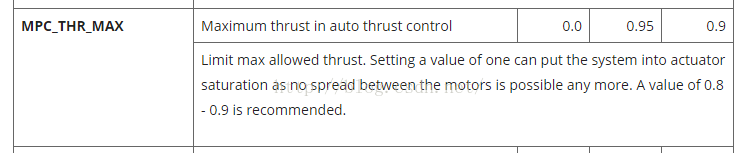 MPC_THR_MAX Maximum thrust in auto thrust control 0.0 0.95 0.9
Limit max allowed thrust. Setting a value of one can put the system into actuator
saturation as no spread between the motors is possible any more. A value of 0.8
- 0.9 is recommended.